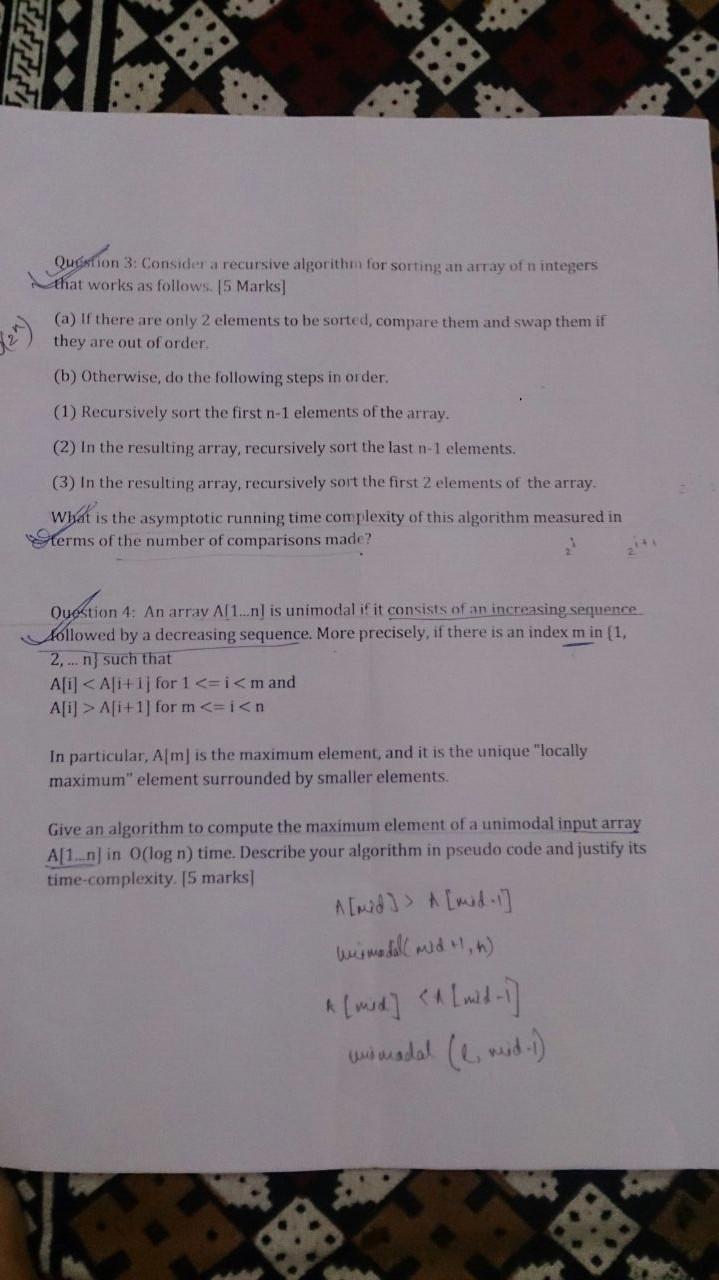 Question 3: Consider a recursive algorithm for sorting an array of n integers
that works as follows. [5 Marks]
(a) If there are only 2 elements to be sorted, compare them and swap them if
they are out of order.
(b) Otherwise, do the following steps in order.
(1) Recursively sort the first n-1 elements of the array.
(2) In the resulting array, recursively sort the last n-1 elements.
(3) In the resulting array, recursively sort the first 2 elements of the array.
What is the asymptotic running time complexity of this algorithm measured in
terms of the number of comparisons made?
2^i 2^i+1
Question 4: An array A[1...n] is unimodal if it consists of an increasing sequence
followed by a decreasing sequence. More precisely, if there is an index m in {1,
2, ... n} such that
A[i] < A[i+1] for 1 <= i < m and
A[i] > A[i+1] for m <= i < n
In particular, A[m] is the maximum element, and it is the unique "locally
maximum" element surrounded by smaller elements.
Give an algorithm to compute the maximum element of a unimodal input array
A[1...n] in O(log n) time. Describe your algorithm in pseudo code and justify its
time-complexity. [5 marks]
A[mid] > A[mid-1]
unimodal(mid+1, h)
A[mid] < A[mid-1]
unimodal (l, mid-1)